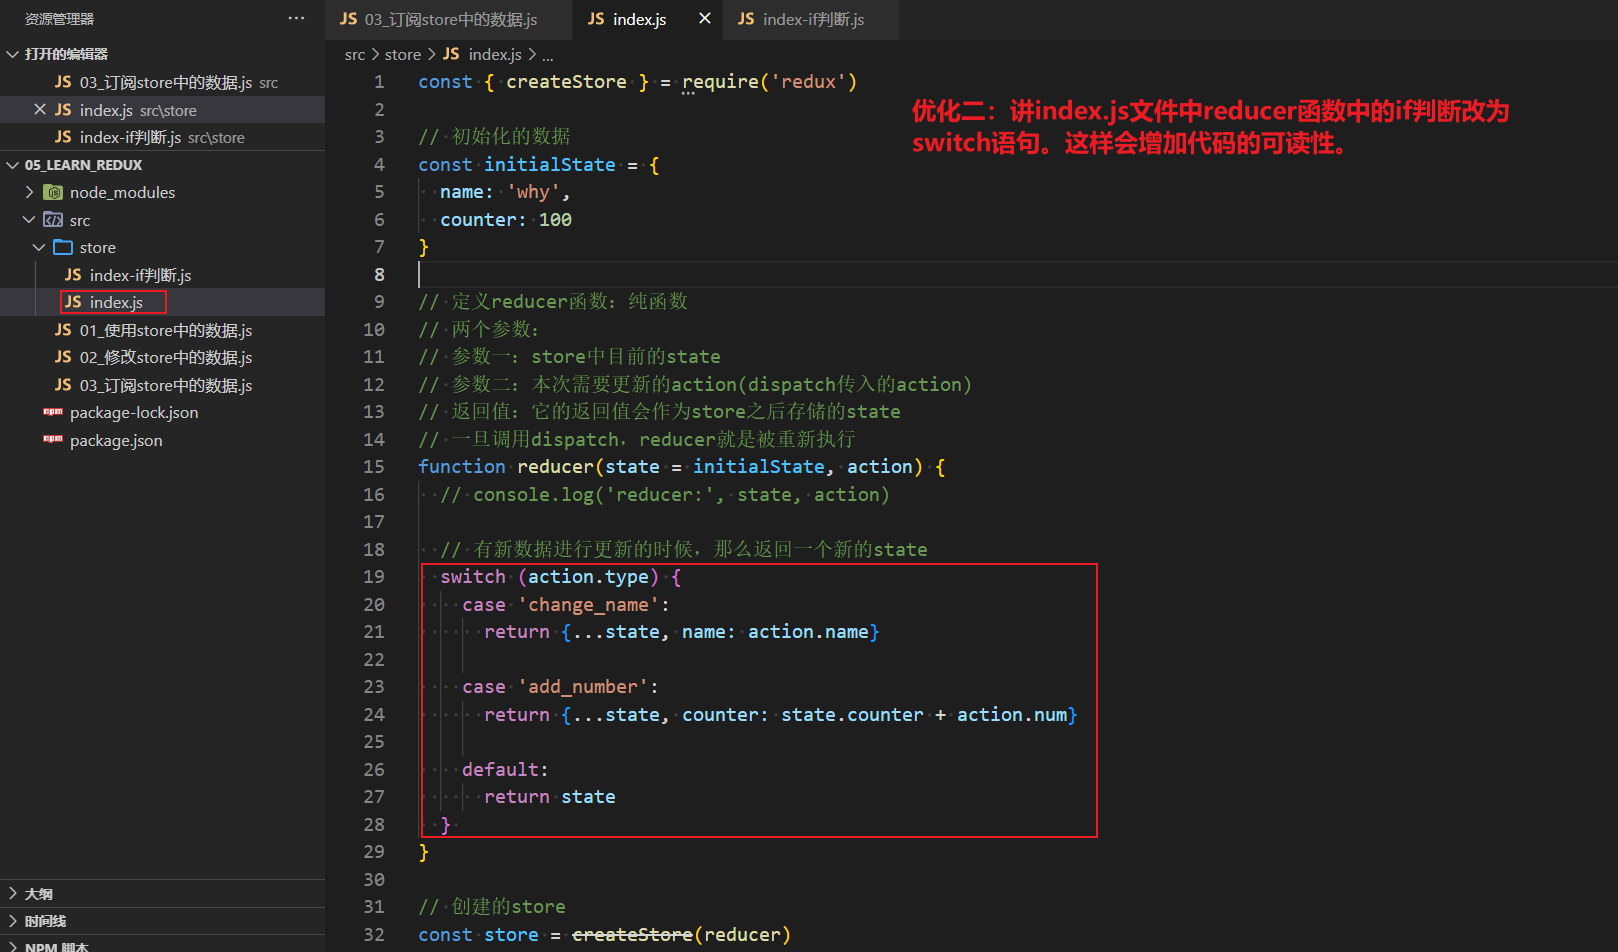 资源管理器
打开的编辑器
JS 03_订阅store中的数据.js src
JS index.js src\store
JS index-if判断.js src\store
05_LEARN_REDUX
node_modules
src
store
JS index-if判断.js
JS index.js
JS 01_使用store中的数据.js
JS 02_修改store中的数据.js
JS 03_订阅store中的数据.js
npm package-lock.json
npm package.json
大纲
时间线
NPM 脚本
JS 03_订阅store中的数据.js
JS index.js
JS index-if判断.js
src > store > JS index.js > ...
1 const { createStore } = require('redux')
2
3 // 初始化的数据
4 const initialState = {
5 name: 'why',
6 counter: 100
7 }
8
9 // 定义reducer函数：纯函数
10 // 两个参数：
11 // 参数一：store中目前的state
12 // 参数二：本次需要更新的action(dispatch传入的action)
13 // 返回值：它的返回值会作为store之后存储的state
14 // 一旦调用dispatch，reducer就是被重新执行
15 function reducer(state = initialState, action) {
16 // console.log('reducer:', state, action)
17
18 // 有新数据进行更新的时候，那么返回一个新的state
19 switch (action.type) {
20 case 'change_name':
21 return {...state, name: action.name}
22
23 case 'add_number':
24 return {...state, counter: state.counter + action.num}
25
26 default:
27 return state
28 }
29 }
30
31 // 创建的store
32 const store = createStore(reducer)
优化二：讲index.js文件中reducer函数中的if判断改为
switch语句。这样会增加代码的可读性。